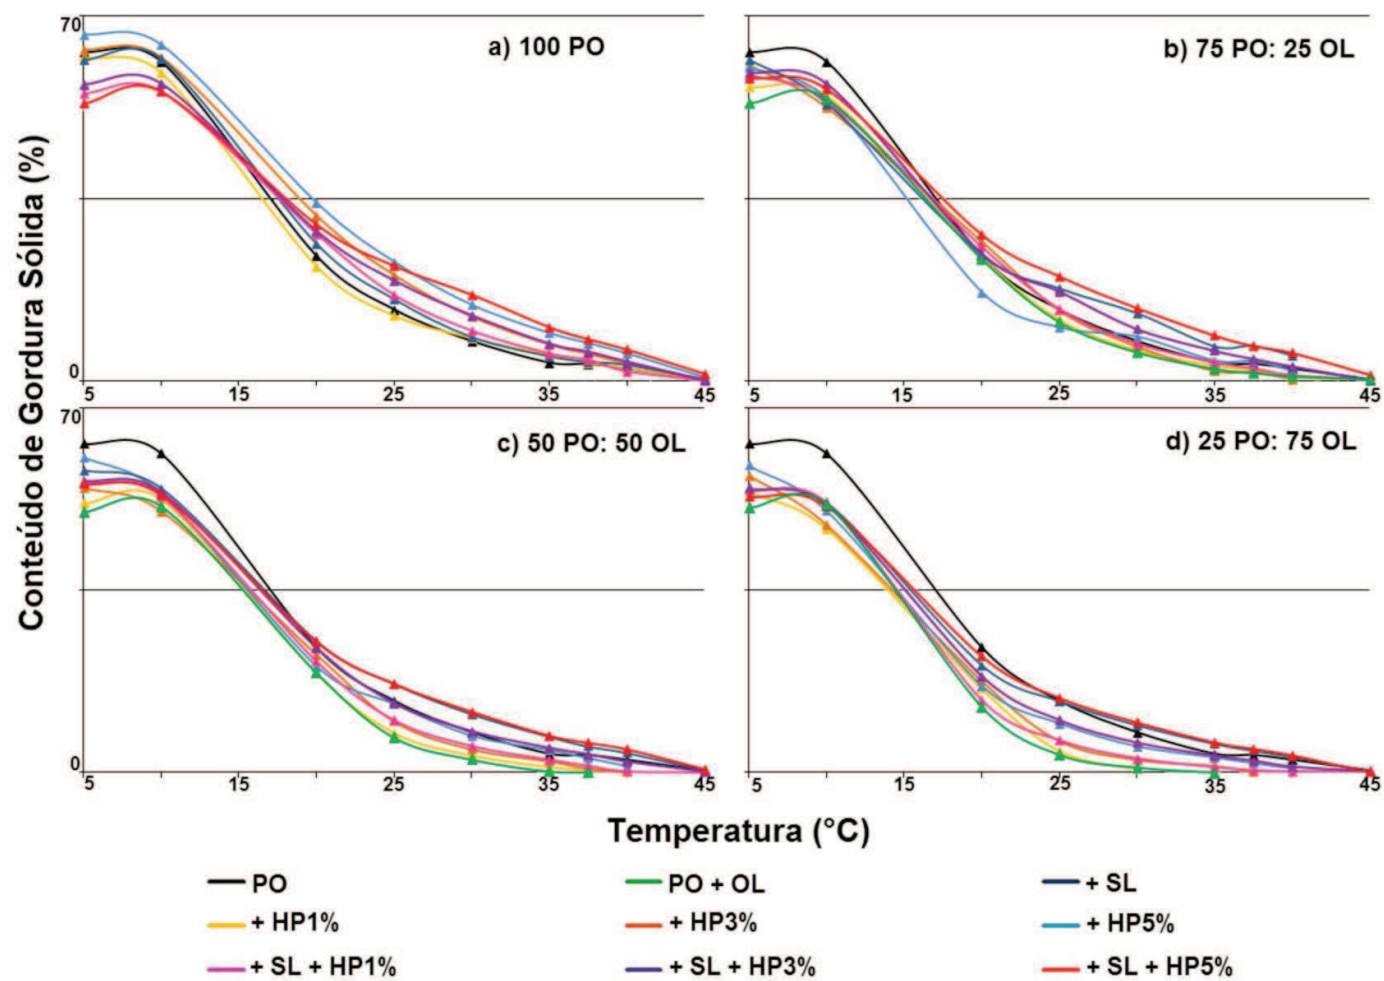 Conteúdo de Gordura Sólida (%)
70
a) 100 PO
0
5 15 25 35 45
b) 75 PO: 25 OL
5 15 25 35 45
70
c) 50 PO: 50 OL
0
5 15 25 35 45
d) 25 PO: 75 OL
5 15 25 35 45
Temperatura (°C)
PO
PO + OL
+ SL
+ HP1%
+ HP3%
+ HP5%
+ SL + HP1%
+ SL + HP3%
+ SL + HP5%